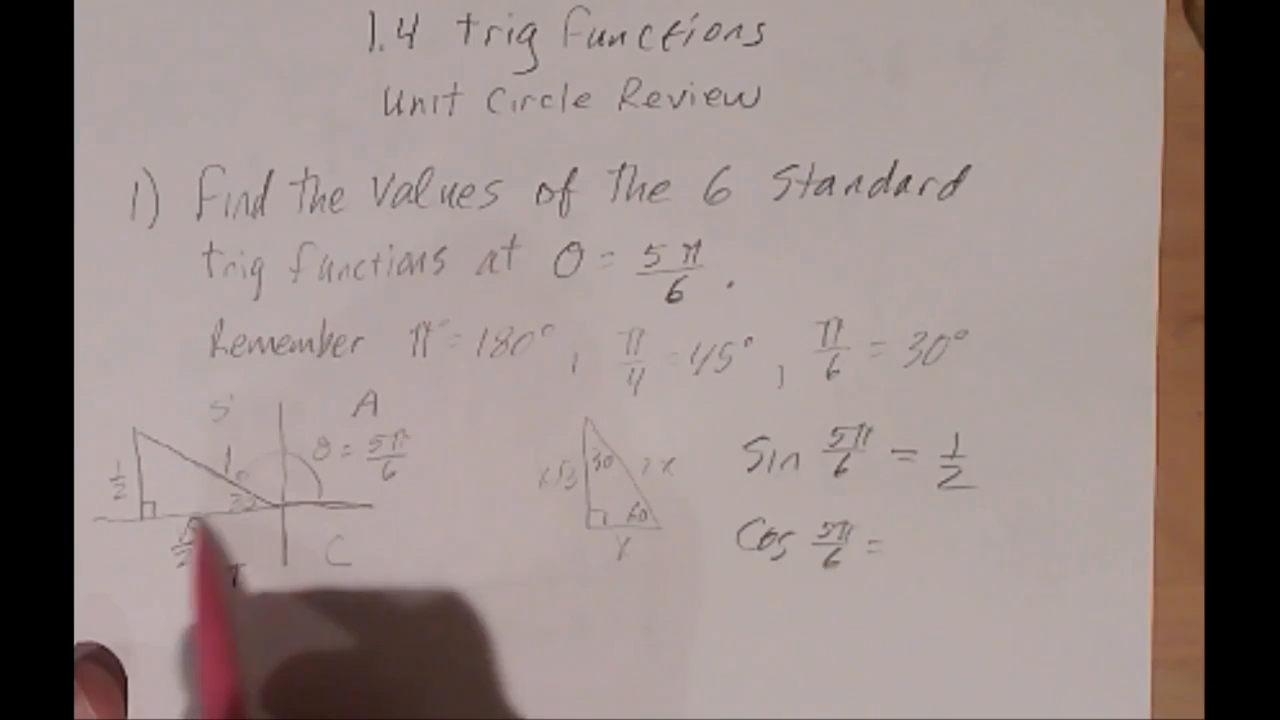 1.4 Trig Functions
Unit Circle Review
1) Find the values of the 6 standard
trig functions at θ = 5π/6 .
Remember π = 180° , π/4 = 45° , π/6 = 30°
S A
θ = 5π/6
1
1/2
30
C
T
30
2x
60
x
sin 5π/6 = 1/2
cos 5π/6 =